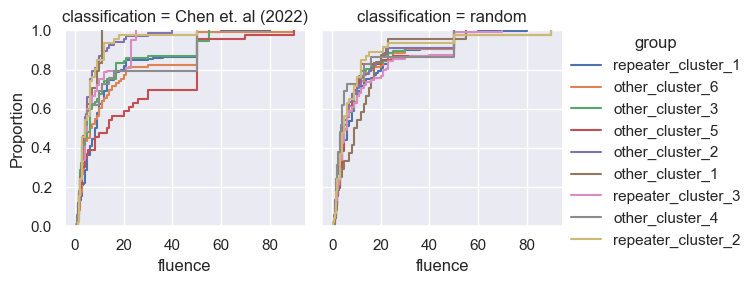 classification = Chen et. al (2022)
classification = random
Proportion
1.0
0.8
0.6
0.4
0.2
0.0
0 20 40 60 80
0 20 40 60 80
fluence
fluence
group
repeater_cluster_1
other_cluster_6
other_cluster_3
other_cluster_5
other_cluster_2
other_cluster_1
repeater_cluster_3
other_cluster_4
repeater_cluster_2